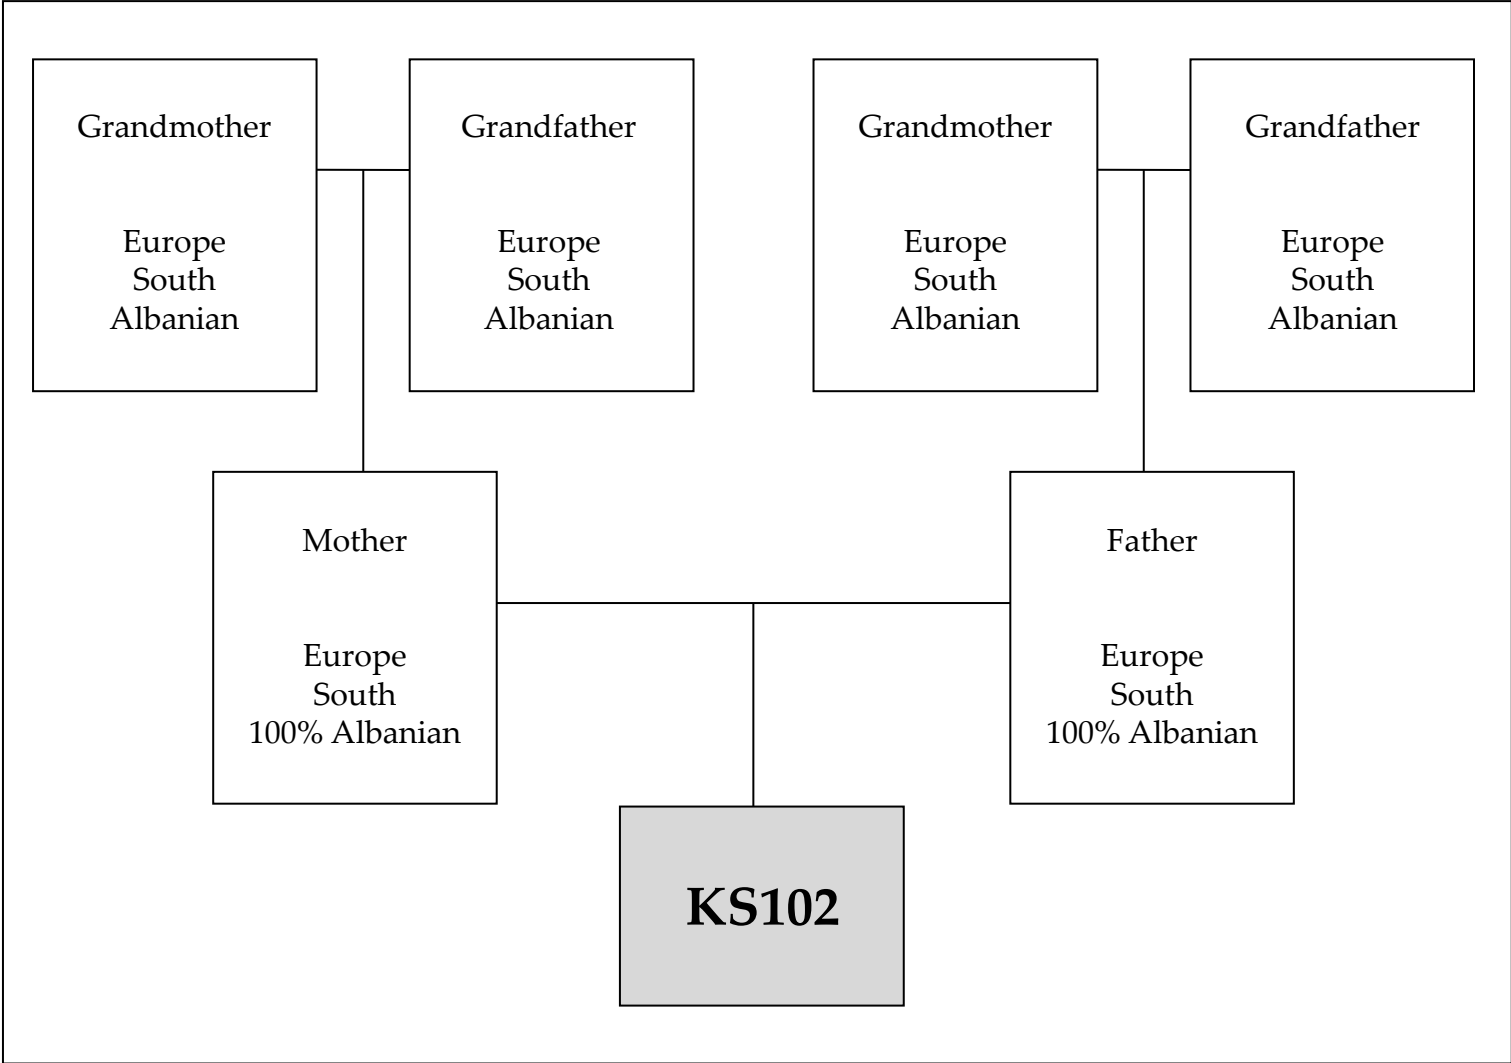 Grandmother
Europe
South
Albanian
Grandfather
Europe
South
Albanian
Grandmother
Europe
South
Albanian
Grandfather
Europe
South
Albanian
Mother
Europe
South
100% Albanian
Father
Europe
South
100% Albanian
KS102